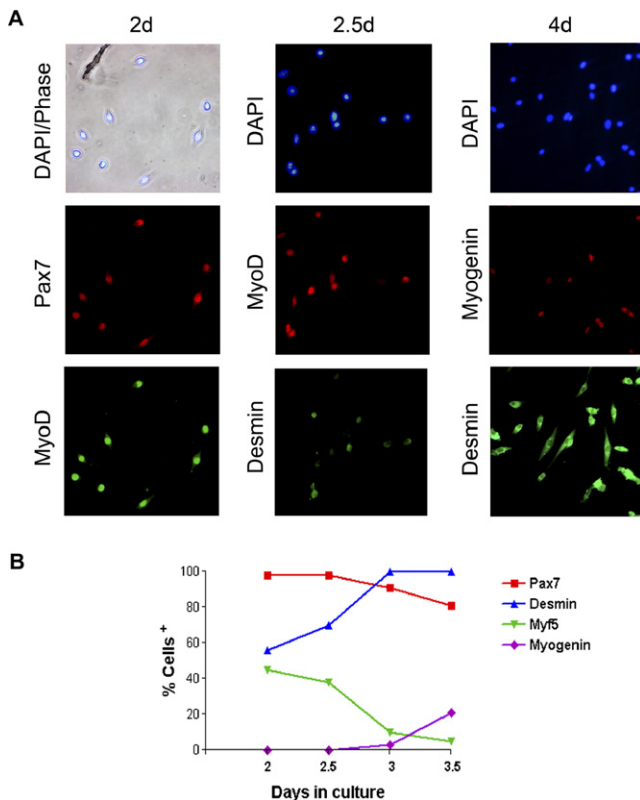 A
2d
2.5d
4d
DAPI/Phase
DAPI
DAPI
Pax7
MyoD
Myogenin
MyoD
Desmin
Desmin
B
% Cells +
100
80
60
40
20
0
2
2.5
3
3.5
Days in culture
Pax7
Desmin
Myf5
Myogenin